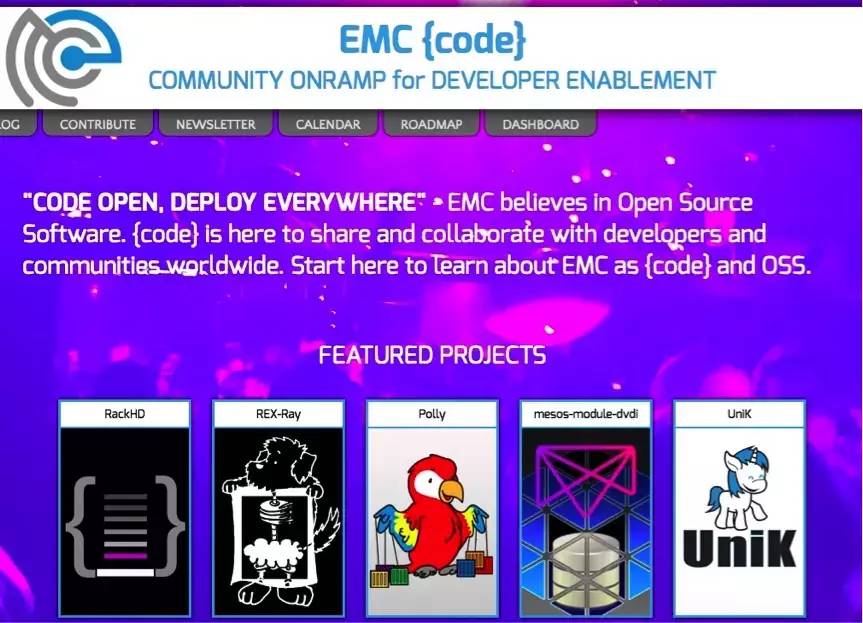 EMC {code}
COMMUNITY ONRAMP for DEVELOPER ENABLEMENT
OG CONTRIBUTE NEWSLETTER CALENDAR ROADMAP DASHBOARD
"CODE OPEN, DEPLOY EVERYWHERE" - EMC believes in Open Source
Software. {code} is here to share and collaborate with developers and
communities worldwide. Start here to learn about EMC as {code} and OSS.
FEATURED PROJECTS
RackHD REX-Ray Polly mesos-module-dvdi UniK
UniK